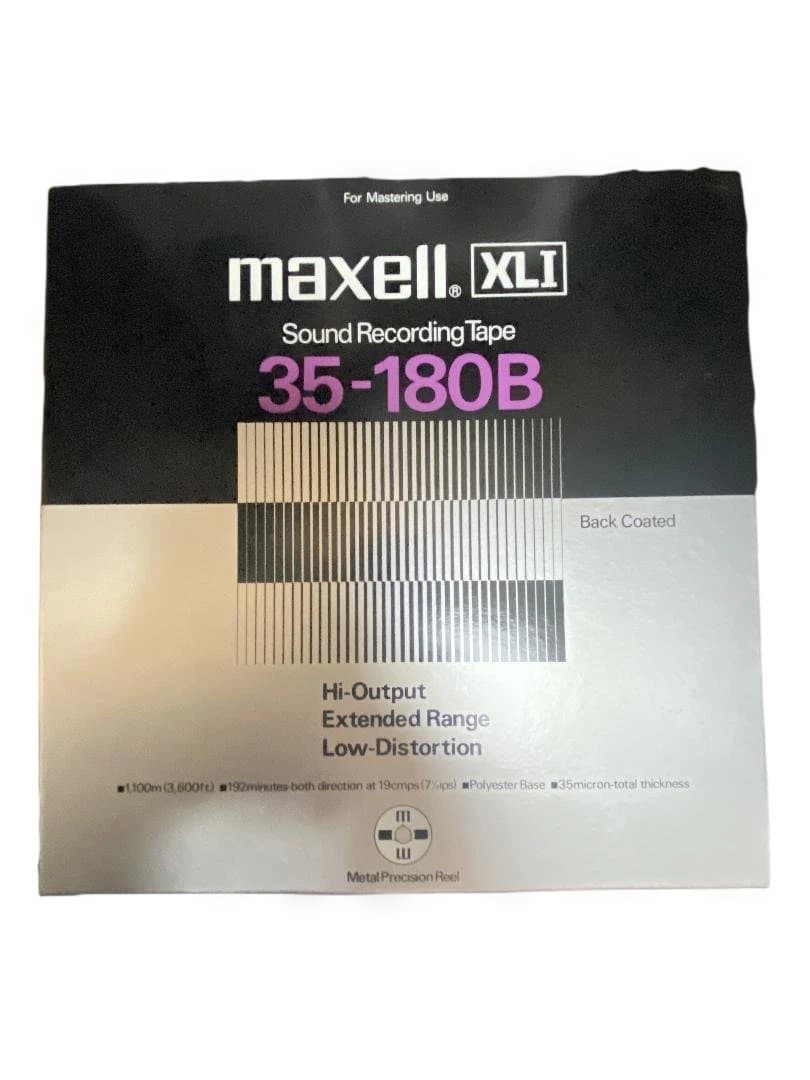 For Mastering Use
maxell® XLI
Sound Recording Tape
35-180B
Back Coated
Hi-Output
Extended Range
Low-Distortion
■1,100m (3,600ft.) ■192minutes-both direction at 19cmps (7½ips) ■Polyester Base ■35micron-total thickness
m
m
Metal Precision Reel